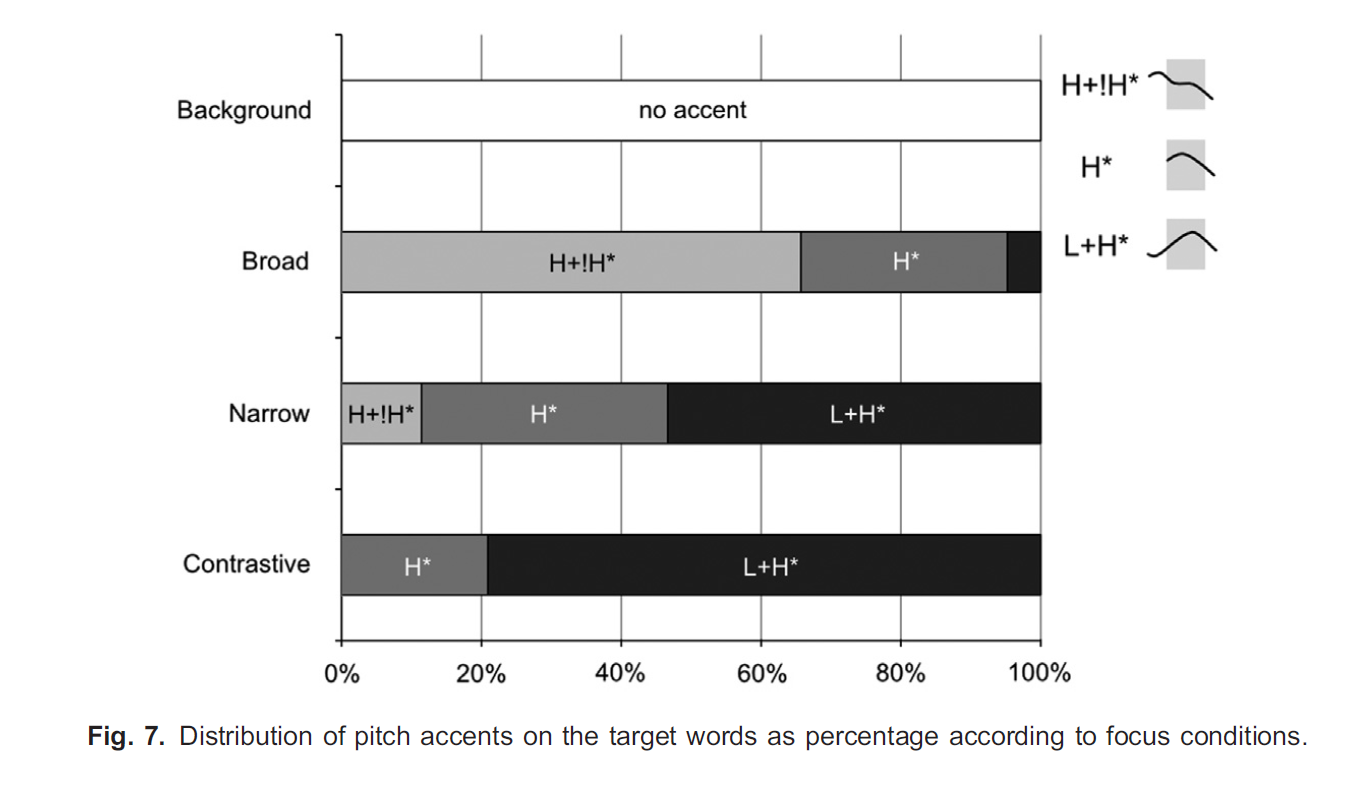 Background
no accent
H+!H*
H*
L+H*
Broad
H+!H*
H*
Narrow
H+!H*
H*
L+H*
Contrastive
H*
L+H*
0%
20%
40%
60%
80%
100%
Fig. 7. Distribution of pitch accents on the target words as percentage according to focus conditions.